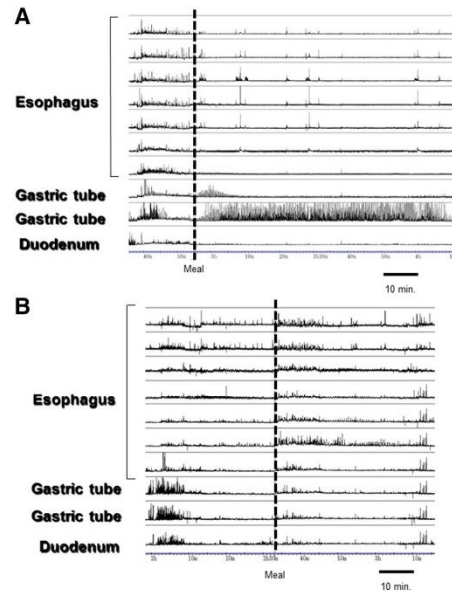 A
Esophagus
Gastric tube
Gastric tube
Duodenum
Meal
10 min.
B
Esophagus
Gastric tube
Gastric tube
Duodenum
Meal
10 min.